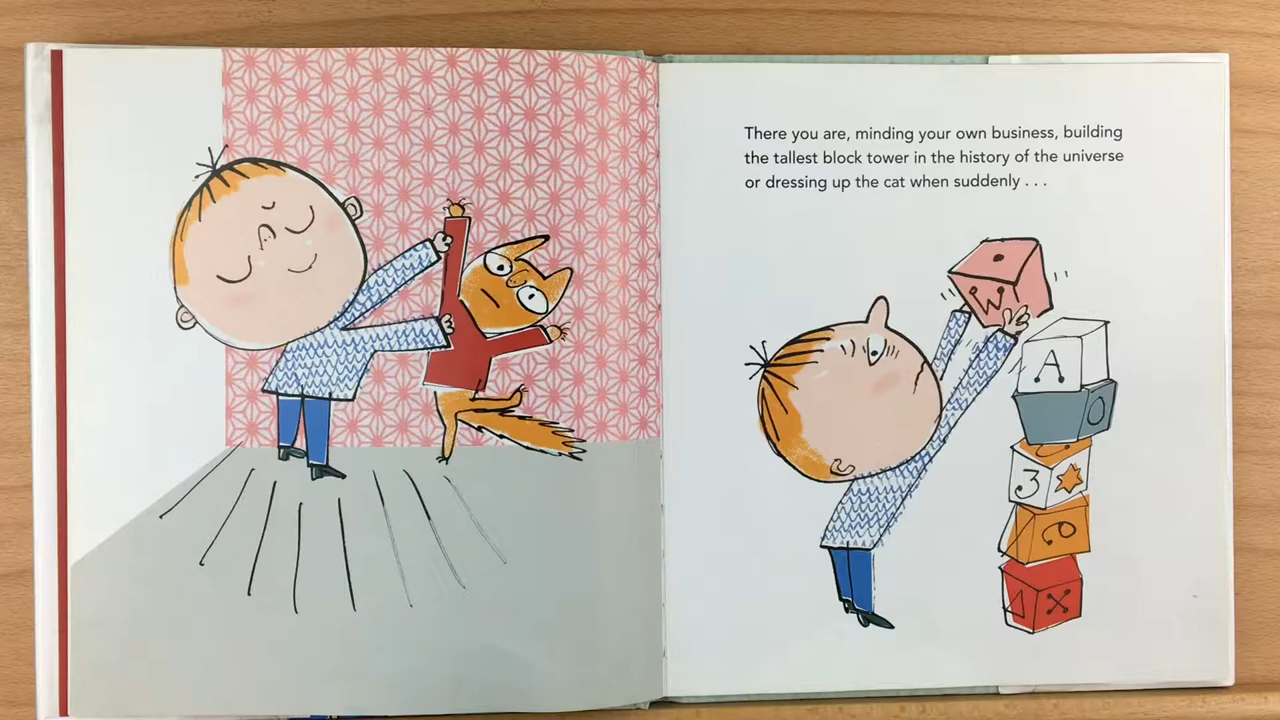 There you are, minding your own business, building
the tallest block tower in the history of the universe
or dressing up the cat when suddenly . . .
W
A
O
3
X